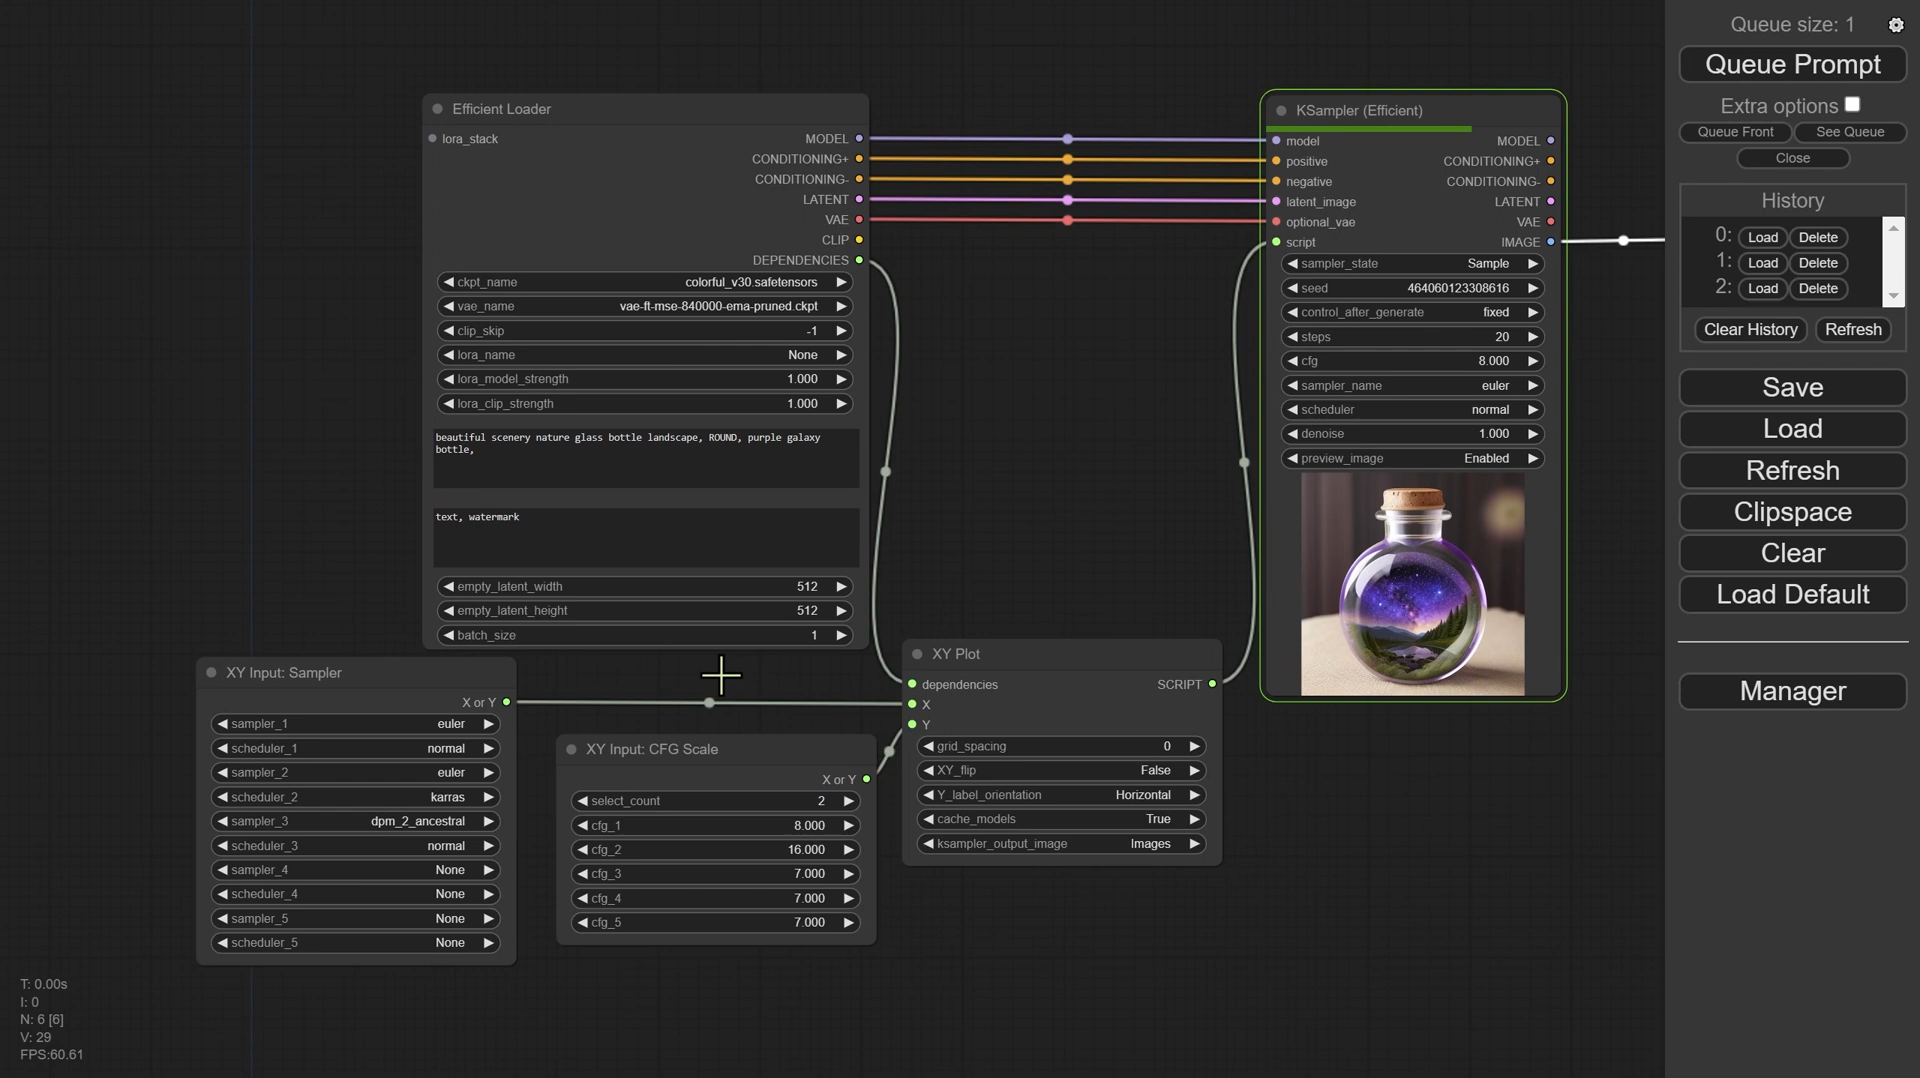 Efficient Loader
lora_stack
MODEL
CONDITIONING+
CONDITIONING-
LATENT
VAE
CLIP
DEPENDENCIES
ckpt_name colorful_v30.safetensors
vae_name vae-ft-mse-840000-ema-pruned.ckpt
clip_skip -1
lora_name None
lora_model_strength 1.000
lora_clip_strength 1.000
beautiful scenery nature glass bottle landscape, ROUND, purple galaxy
bottle,
text, watermark
empty_latent_width 512
empty_latent_height 512
batch_size 1
XY Input: Sampler
X or Y
sampler_1 euler
scheduler_1 normal
sampler_2 euler
scheduler_2 karras
sampler_3 dpm_2_ancestral
scheduler_3 normal
sampler_4 None
scheduler_4 None
sampler_5 None
scheduler_5 None
XY Input: CFG Scale
X or Y
select_count 2
cfg_1 8.000
cfg_2 16.000
cfg_3 7.000
cfg_4 7.000
cfg_5 7.000
XY Plot
dependencies SCRIPT
X
Y
grid_spacing 0
XY_flip False
Y_label_orientation Horizontal
cache_models True
ksampler_output_image Images
KSampler (Efficient)
model MODEL
positive CONDITIONING+
negative CONDITIONING-
latent_image LATENT
optional_vae VAE
script IMAGE
sampler_state Sample
seed 464060123308616
control_after_generate fixed
steps 20
cfg 8.000
sampler_name euler
scheduler normal
denoise 1.000
preview_image Enabled
Queue size: 1
Queue Prompt
Extra options
Queue Front See Queue
Close
History
0: Load Delete
1: Load Delete
2: Load Delete
Clear History Refresh
Save
Load
Refresh
Clipspace
Clear
Load Default
Manager
T: 0.00s
I: 0
N: 6 [6]
V: 29
FPS:60.61